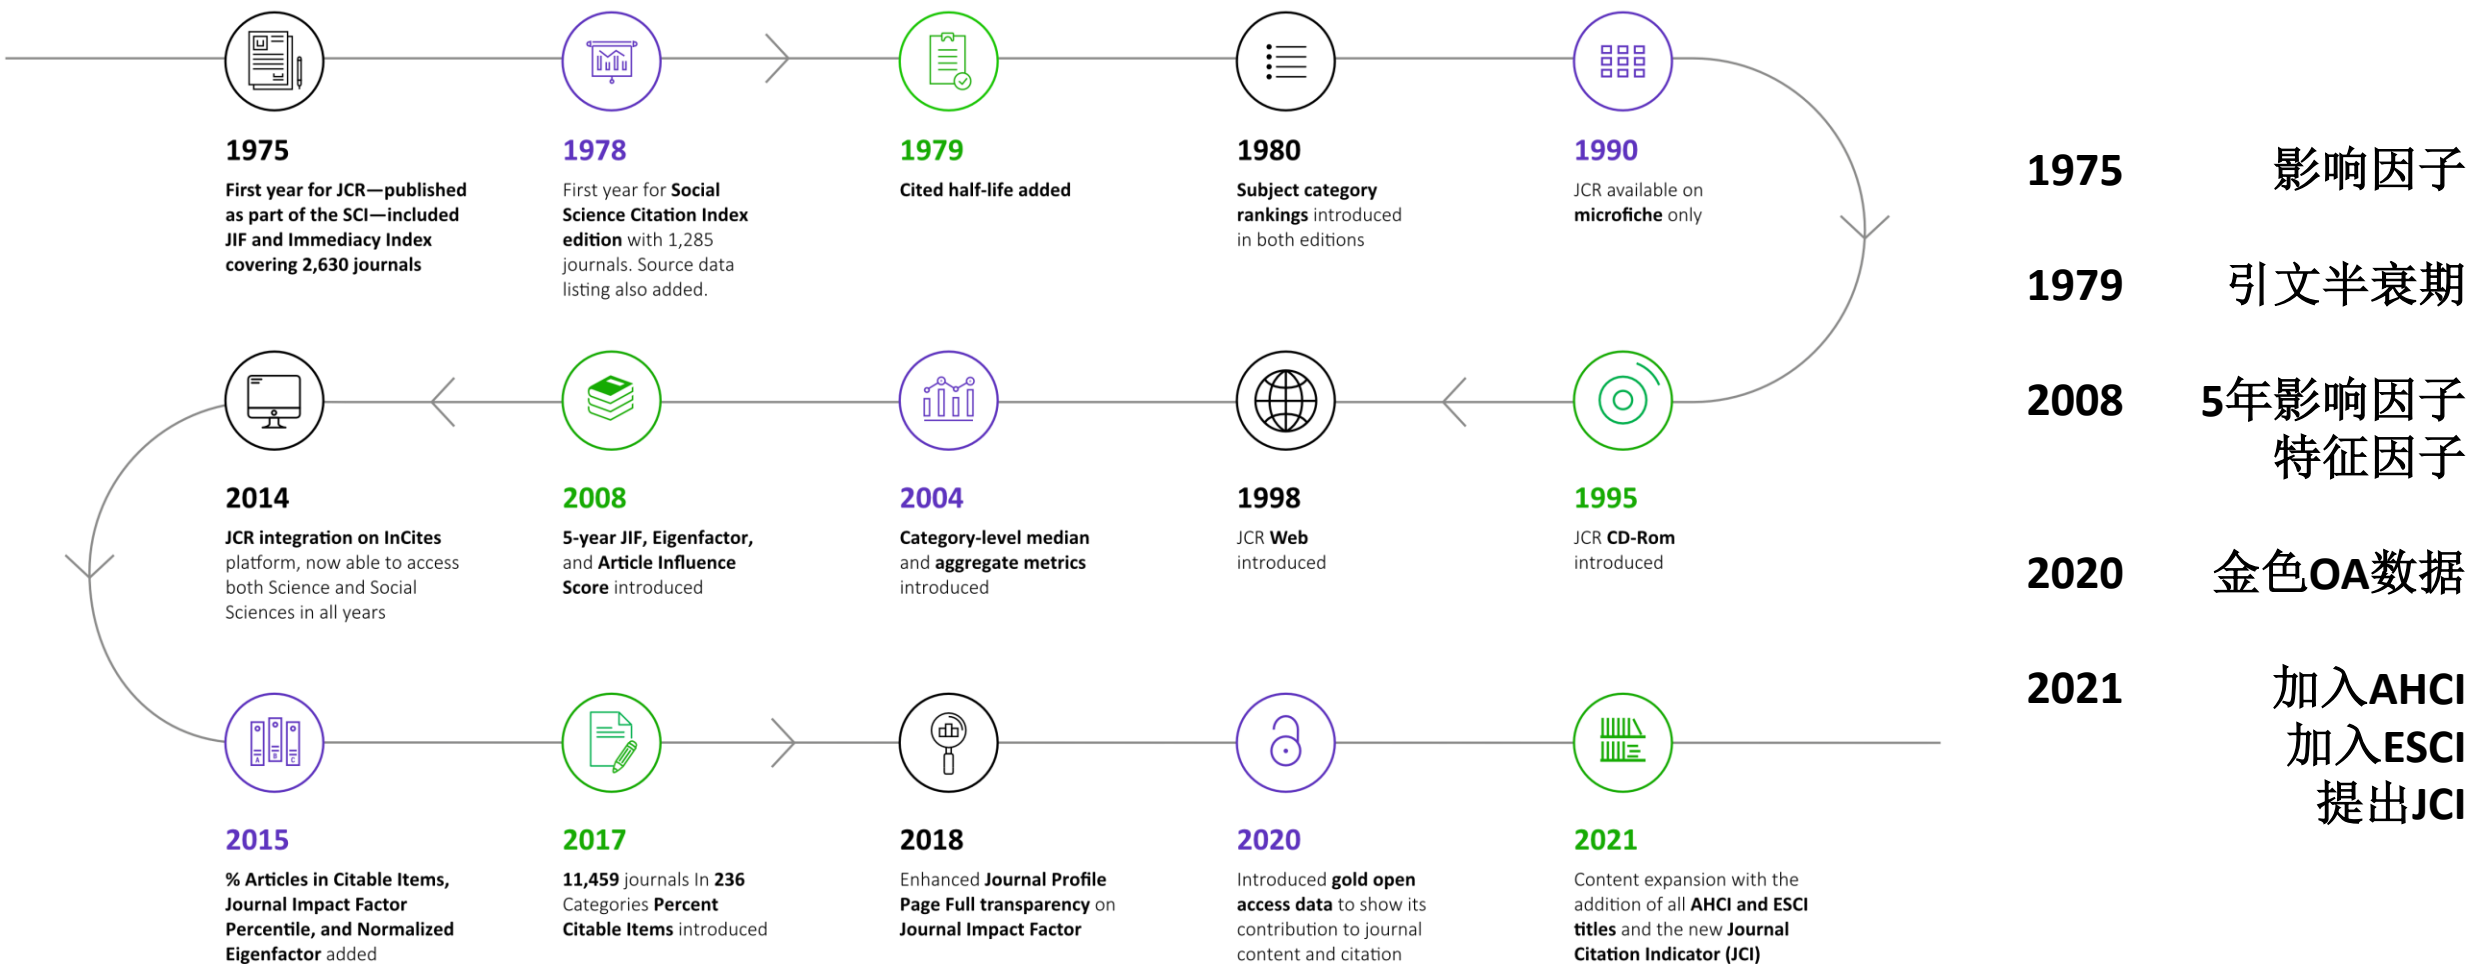 1975
First year for JCR—published
as part of the SCI—included
JIF and Immediacy Index
covering 2,630 journals
1978
First year for Social
Science Citation Index
edition with 1,285
journals. Source data
listing also added.
1979
Cited half-life added
1980
Subject category
rankings introduced
in both editions
1990
JCR available on
microfiche only
2014
JCR integration on InCites
platform, now able to access
both Science and Social
Sciences in all years
2008
5-year JIF, Eigenfactor,
and Article Influence
Score introduced
2004
Category-level median
and aggregate metrics
introduced
1998
JCR Web
introduced
1995
JCR CD-Rom
introduced
A B C
2015
% Articles in Citable Items,
Journal Impact Factor
Percentile, and Normalized
Eigenfactor added
2017
11,459 journals In 236
Categories Percent
Citable Items introduced
2018
Enhanced Journal Profile
Page Full transparency on
Journal Impact Factor
2020
Introduced gold open
access data to show its
contribution to journal
content and citation
2021
Content expansion with the
addition of all AHCI and ESCI
titles and the new Journal
Citation Indicator (JCI)
1975 影响因子
1979 引文半衰期
2008 5年影响因子
特征因子
2020 金色OA数据
2021 加入AHCI
加入ESCI
提出JCI